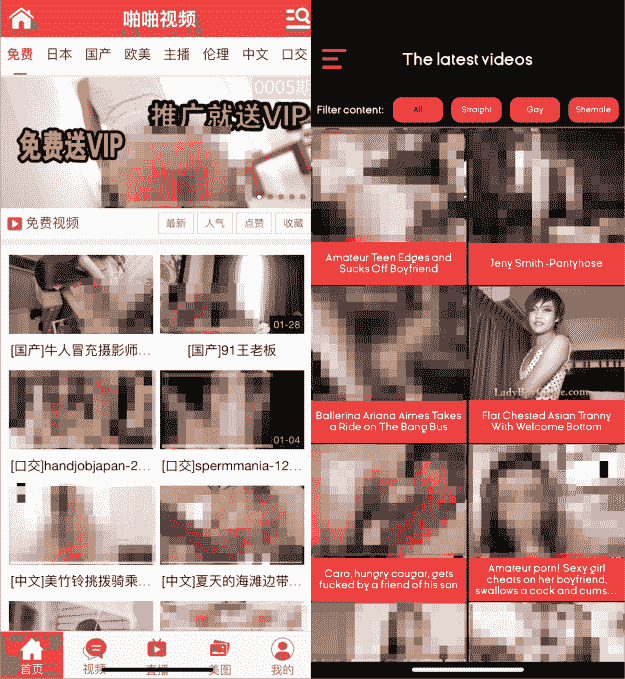 啪啪视频
免费 日本 国产 欧美 主播 伦理 中文 口交
0005期
推广就送VIP
免费送VIP
免费视频
最新 人气 点赞 收藏
01-28
[国产]牛人冒充摄影师...
[国产]91王老板
01-04
[口交]handjobjapan-2...
[口交]spermmania-12...
[中文]美竹铃挑拨骑乘...
[中文]夏天的海滩边带...
首页 视频 直播 美图 我的
The latest videos
Filter content:
All Straight Gay Shemale
Amateur Teen Edges and
Sucks Off Boyfriend
Jeny Smith -Pantyhose
Ballerina Ariana Aimes Takes
a Ride on The Bang Bus
Flat Chested Asian Tranny
With Welcome Bottom
Cara, hungry cougar, gets
fucked by a friend of his son
Amateur porn! Sexy girl
cheats on her boyfriend,
swallows a cock and cums...